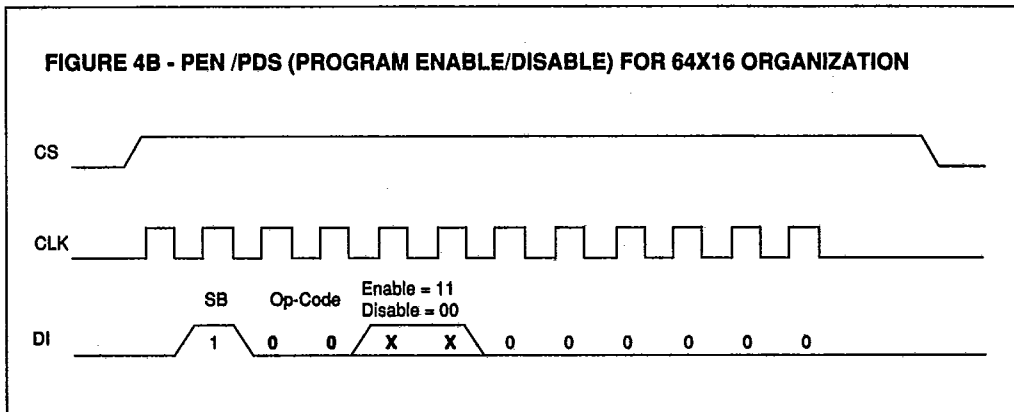 FIGURE 4B - PEN /PDS (PROGRAM ENABLE/DISABLE) FOR 64X16 ORGANIZATION
CS
CLK
SB Op-Code Enable = 11
Disable = 00
DI 1 0 0 X X 0 0 0 0 0 0